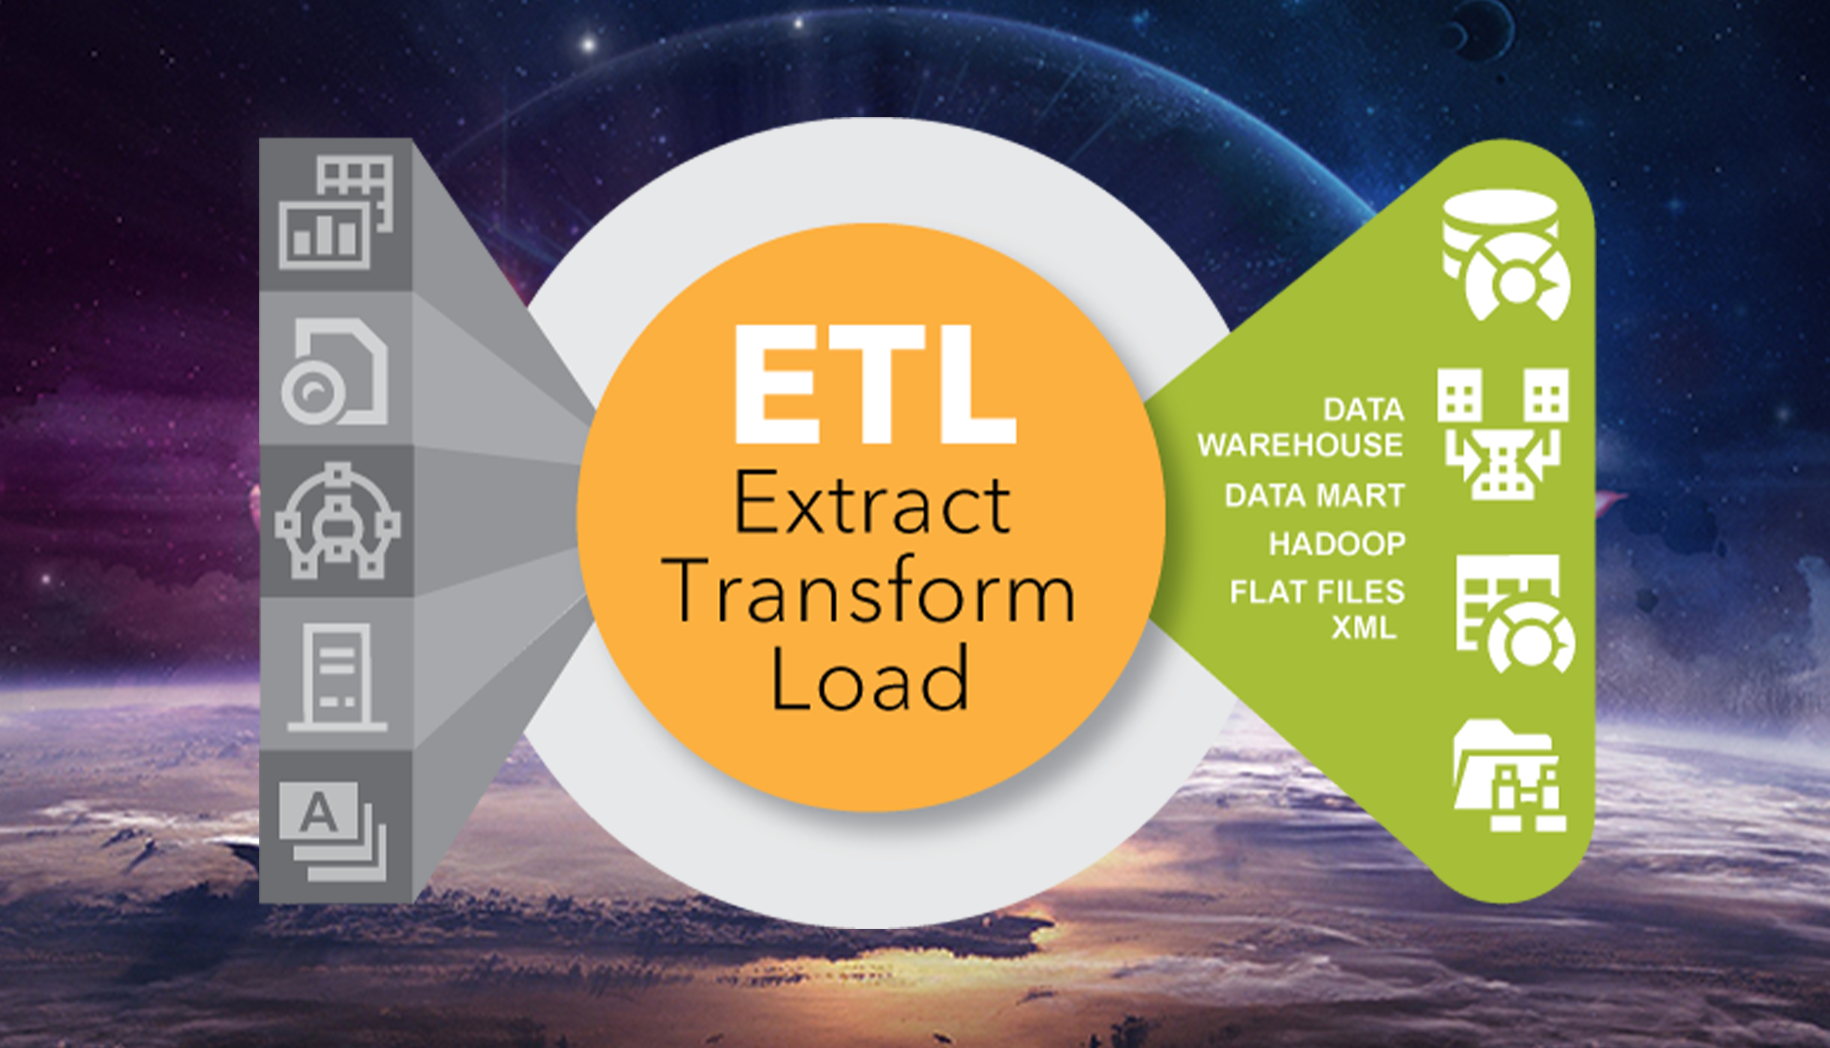 ETL
Extract
Transform
Load
DATA
WAREHOUSE
DATA MART
HADOOP
FLAT FILES
XML
A